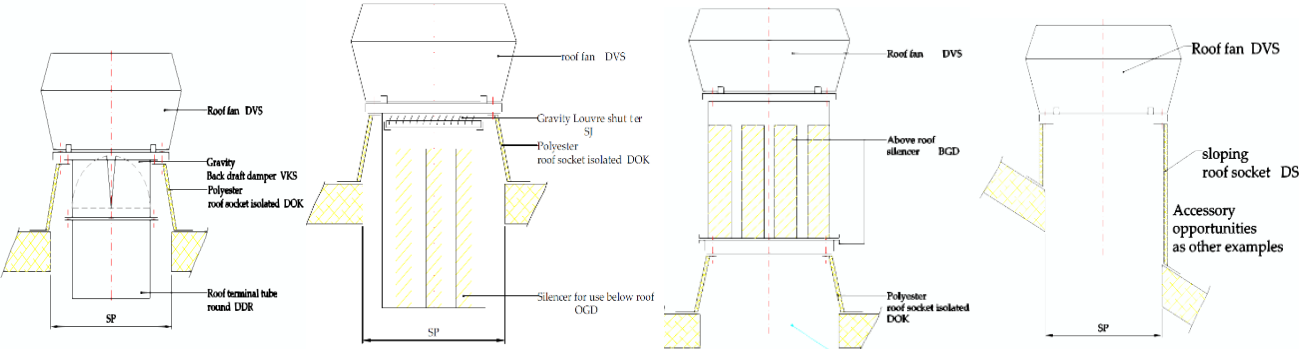 Roof fan DVS
Gravity
Back draft damper VKS
Polyester
roof socket isolated DOK
Roof terminal tube
round DDR
SP
roof fan DVS
Gravity Louvre shutter
SJ
Polyester
roof socket isolated DOK
Silencer for use below roof
OGD
SP
Roof fan DVS
Above roof
silencer BGD
Polyester
roof socket isolated
DOK
Roof fan DVS
sloping
roof socket DS
Accessory
opportunities
as other examples
SP